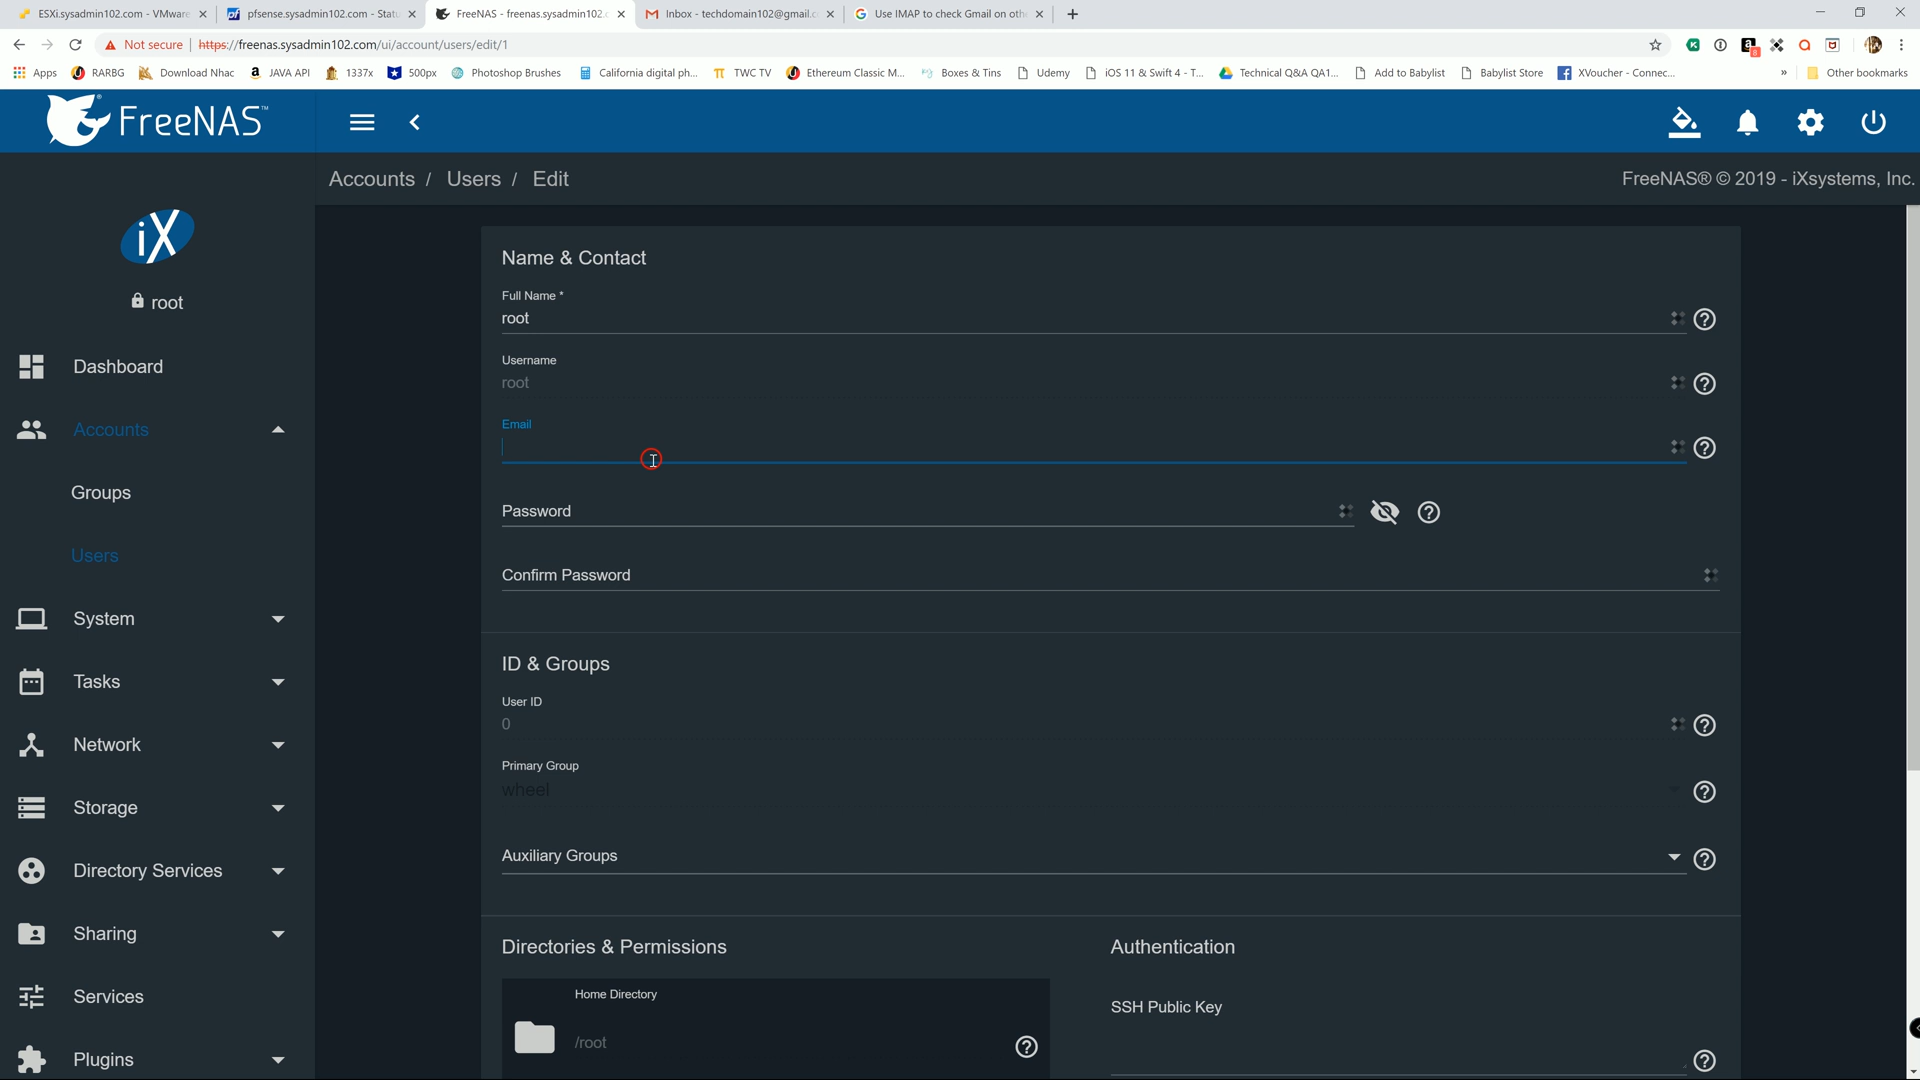 ESXi.sysadmin102.com - VMware
pfsense.sysadmin102.com - Statu
FreeNAS - freenas.sysadmin102.c
Inbox - techdomain102@gmail.c
Use IMAP to check Gmail on oth
Not secure
https://freenas.sysadmin102.com/ui/account/users/edit/1
8
Apps
RARBG
Download Nhac
JAVA API
1337x
500px
Photoshop Brushes
California digital ph...
TWC TV
Ethereum Classic M...
Boxes & Tins
Udemy
iOS 11 & Swift 4 - T...
Technical Q&A QA1...
Add to Babylist
Babylist Store
XVoucher - Connec...
»
Other bookmarks
FreeNAS™
Accounts / Users / Edit
FreeNAS® © 2019 - iXsystems, Inc.
iX
root
Dashboard
Accounts
Groups
Users
System
Tasks
Network
Storage
Directory Services
Sharing
Services
Plugins
Name & Contact
Full Name *
root
Username
root
Email
Password
Confirm Password
ID & Groups
User ID
0
Primary Group
wheel
Auxiliary Groups
Directories & Permissions
Home Directory
/root
Authentication
SSH Public Key